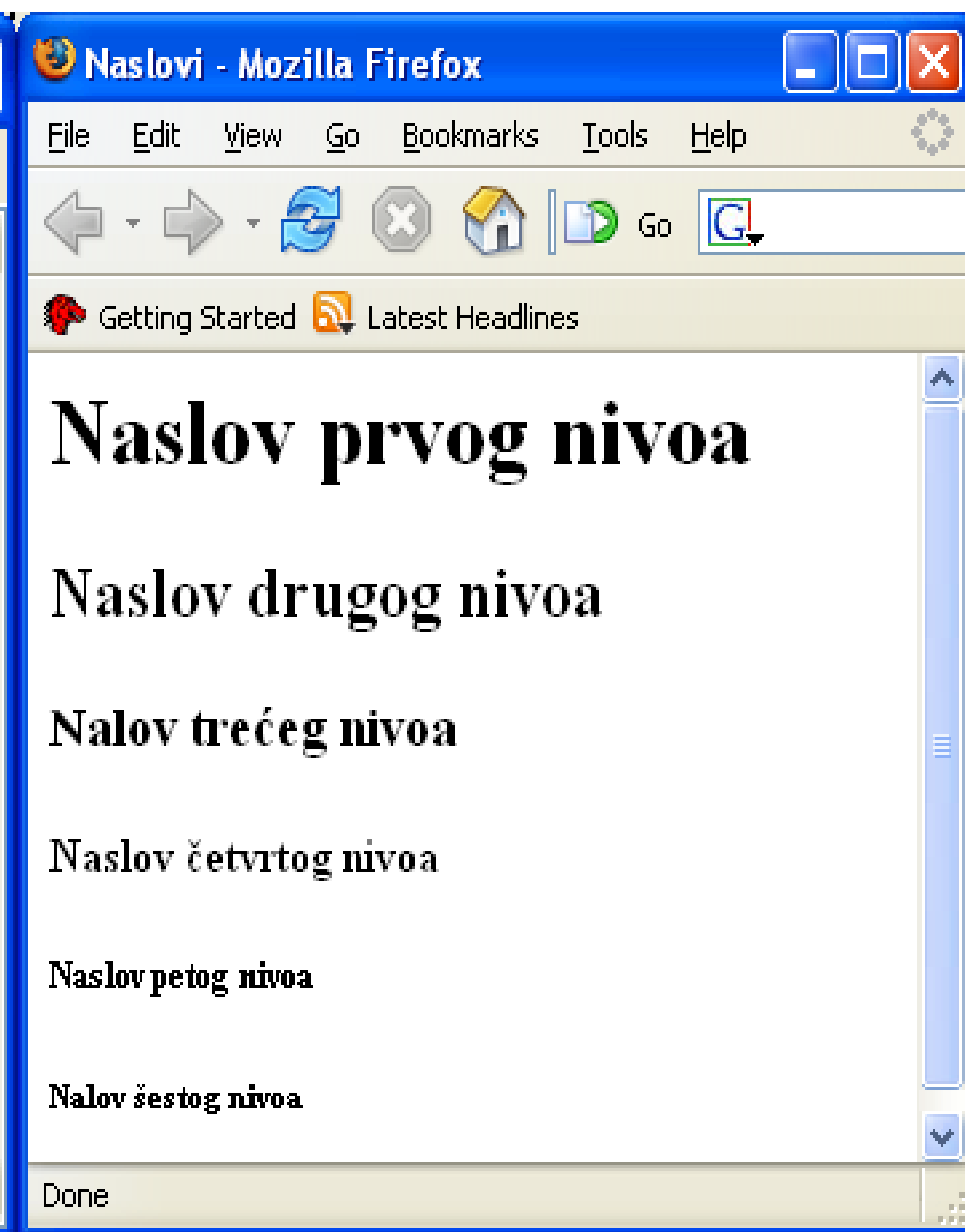 Naslovi - Mozilla Firefox
File Edit View Go Bookmarks Tools Help
Go G
Getting Started Latest Headlines
Naslov prvog nivoa
Naslov drugog nivoa
Nalov trećeg nivoa
Naslov četvrtog nivoa
Naslov petog nivoa
Nalov šestog nivoa
Done